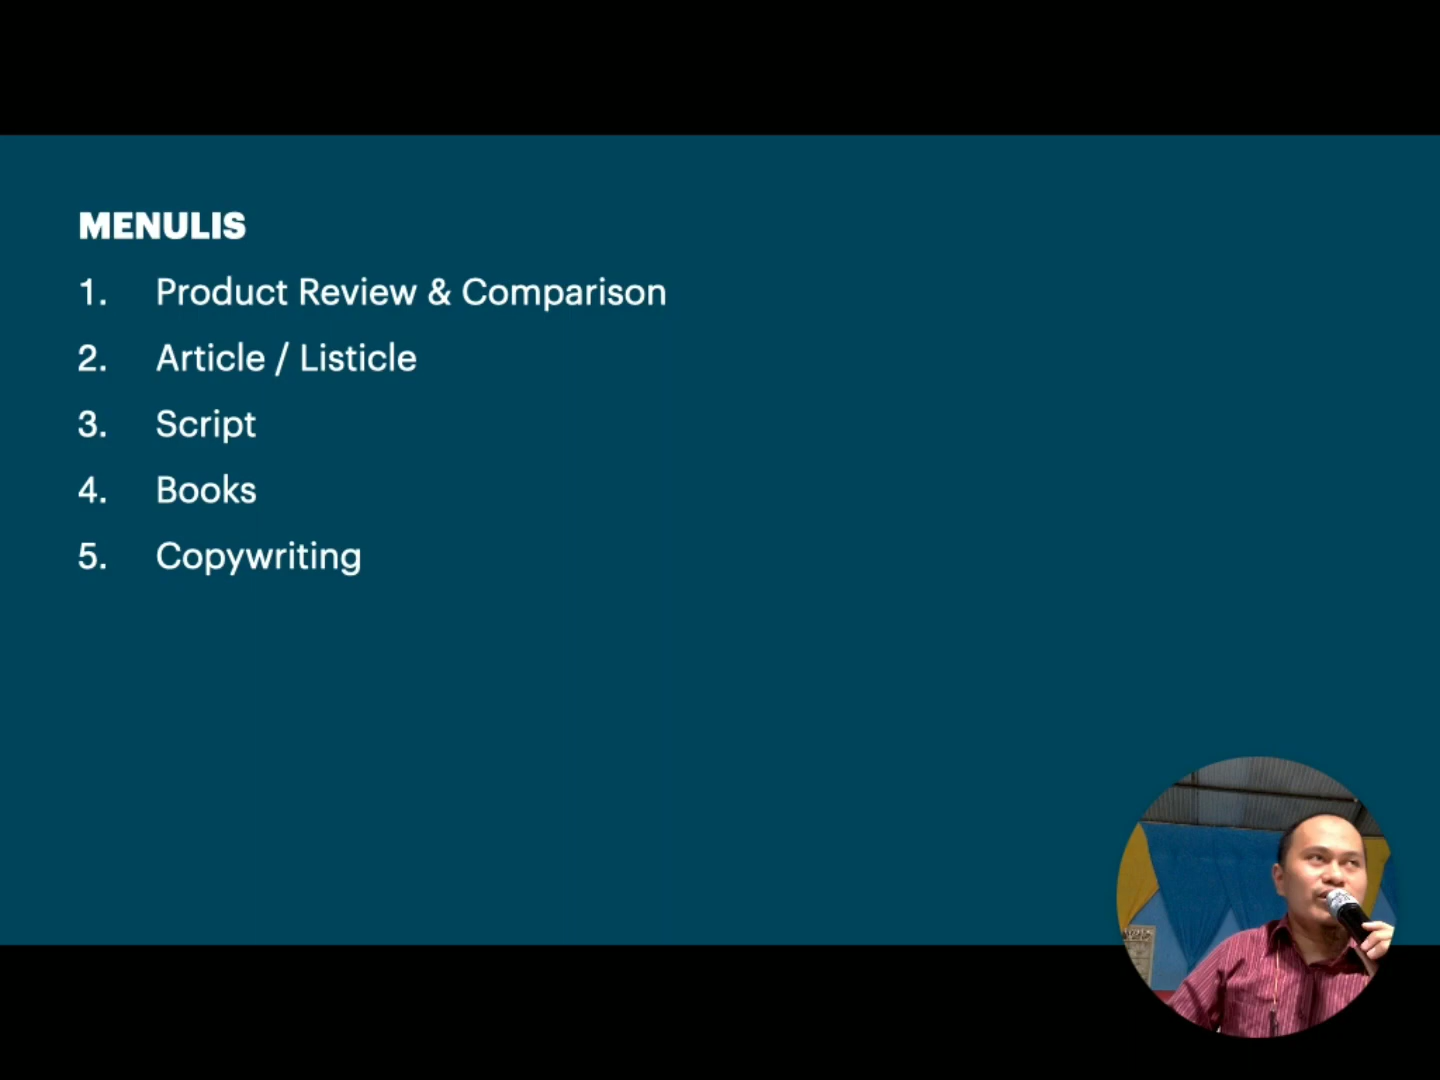 MENULIS
1. Product Review & Comparison
2. Article / Listicle
3. Script
4. Books
5. Copywriting